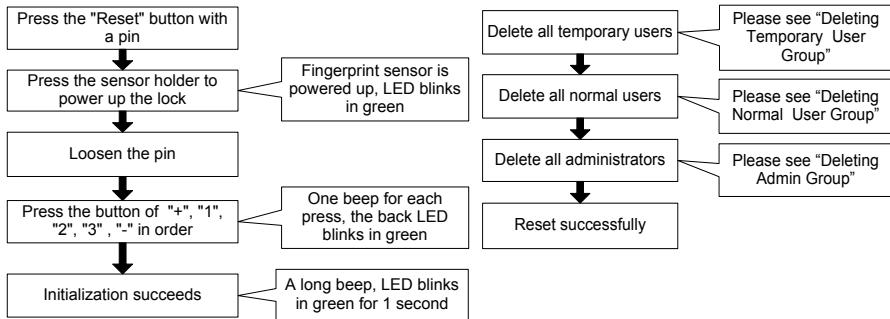 Press the "Reset" button with
a pin
Press the sensor holder to
power up the lock
Fingerprint sensor is
powered up, LED blinks
in green
Loosen the pin
Press the button of "+", "1",
"2", "3" , "-" in order
One beep for each
press, the back LED
blinks in green
Initialization succeeds
A long beep, LED blinks
in green for 1 second
Delete all temporary users
Please see “Deleting
Temporary User
Group”
Delete all normal users
Please see “Deleting
Normal User Group”
Delete all administrators
Please see “Deleting
Admin Group”
Reset successfully